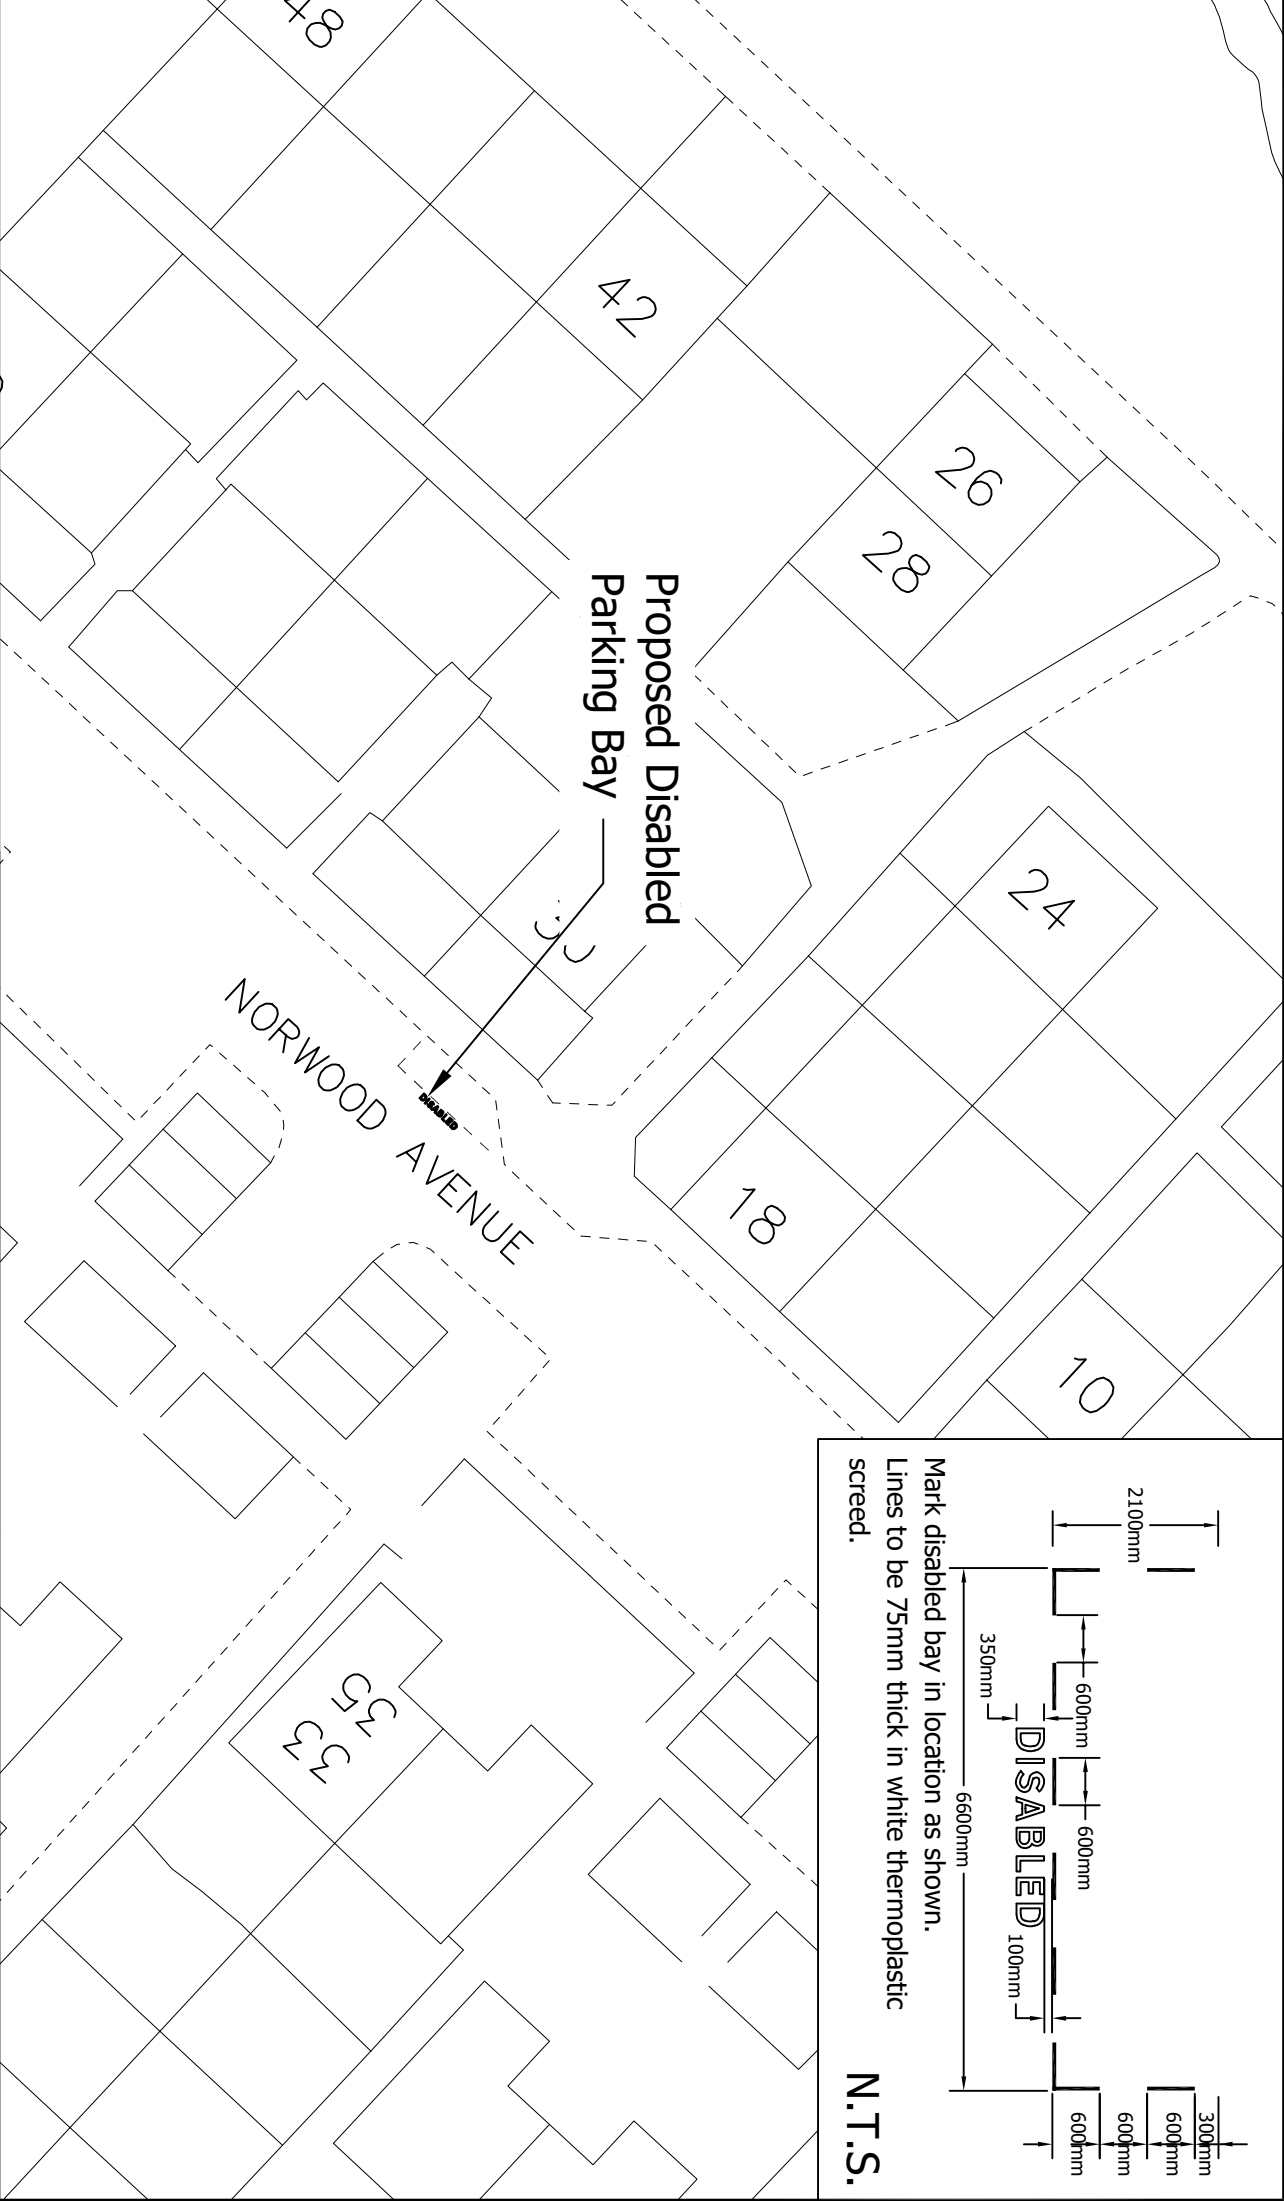 48
42
26
28
24
18
10
Proposed Disabled
Parking Bay
DISABLED
NORWOOD AVENUE
35
33
2100mm
600mm
600mm
350mm
DISABLED
100mm
6600mm
300mm
600mm
600mm
600mm
Mark disabled bay in location as shown.
Lines to be 75mm thick in white thermoplastic
screed.
N.T.S.